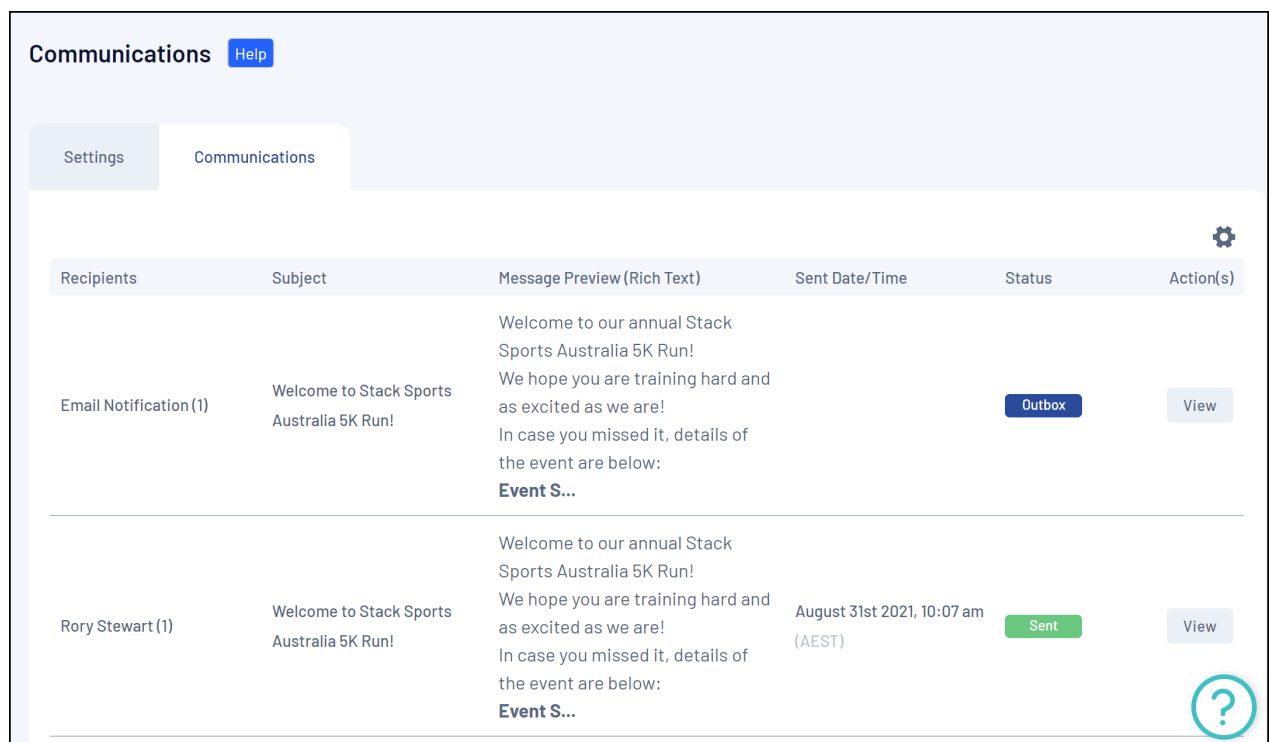 Communications Help
Settings Communications
Recipients Subject Message Preview (Rich Text) Sent Date/Time Status Action(s)
Email Notification (1)
Welcome to Stack Sports
Australia 5K Run!
Welcome to our annual Stack
Sports Australia 5K Run!
We hope you are training hard and
as excited as we are!
In case you missed it, details of
the event are below:
Event S...
Outbox
View
Rory Stewart (1)
Welcome to Stack Sports
Australia 5K Run!
Welcome to our annual Stack
Sports Australia 5K Run!
We hope you are training hard and
as excited as we are!
In case you missed it, details of
the event are below:
Event S...
August 31st 2021, 10:07 am
(AEST)
Sent
View
?